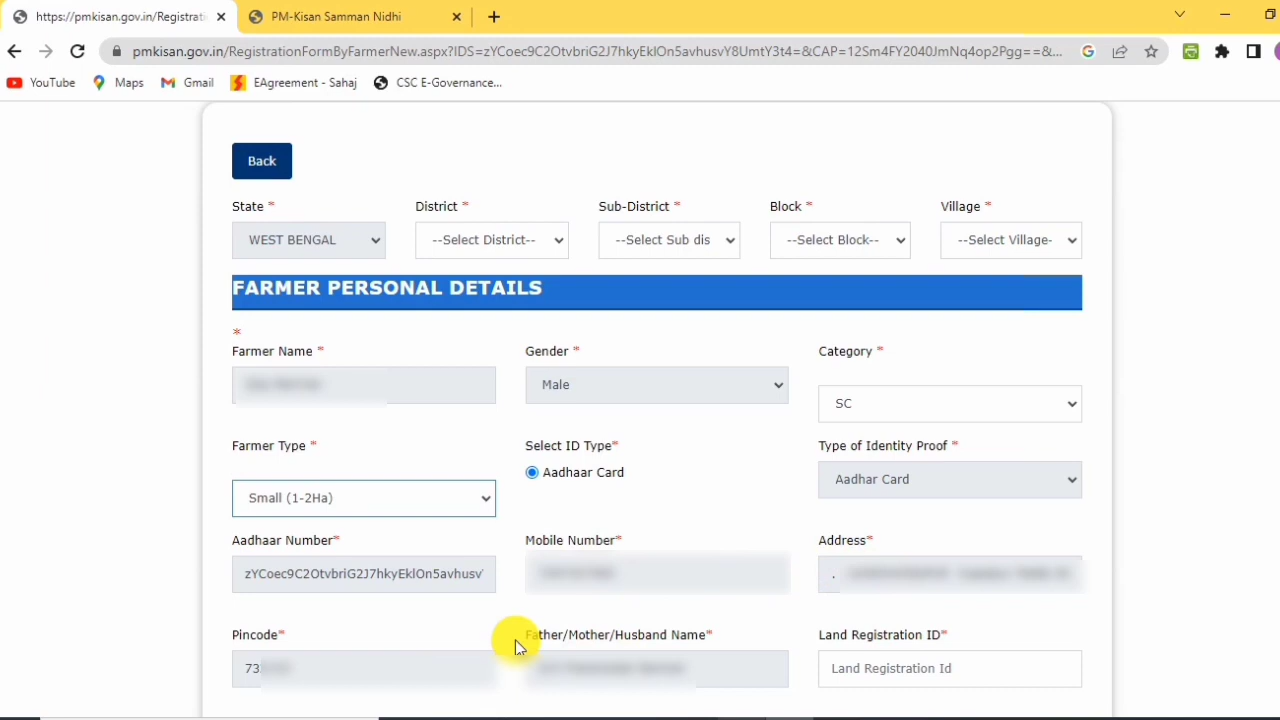 https://pmkisan.gov.in/Registrati
PM-Kisan Samman Nidhi
pmkisan.gov.in/RegistrationFormByFarmerNew.aspx?IDS=zYCoec9C2OtvbriG2J7hkyEklOn5avhusvY8UmtY3t4=&CAP=12Sm4FY2040JmNq4op2Pgg==&...
YouTube Maps Gmail EAgreement - Sahaj CSC E-Governance...
Back
State * District * Sub-District * Block * Village *
WEST BENGAL --Select District-- --Select Sub dis --Select Block-- --Select Village-
FARMER PERSONAL DETAILS
*
Farmer Name * Gender * Category *
Male
SC
Farmer Type * Select ID Type* Type of Identity Proof *
Aadhaar Card
Aadhar Card
Small (1-2Ha)
Aadhaar Number* Mobile Number* Address*
zYCoec9C2OtvbriG2J7hkyEklOn5avhusv
.
Pincode* Father/Mother/Husband Name* Land Registration ID*
73 Land Registration Id